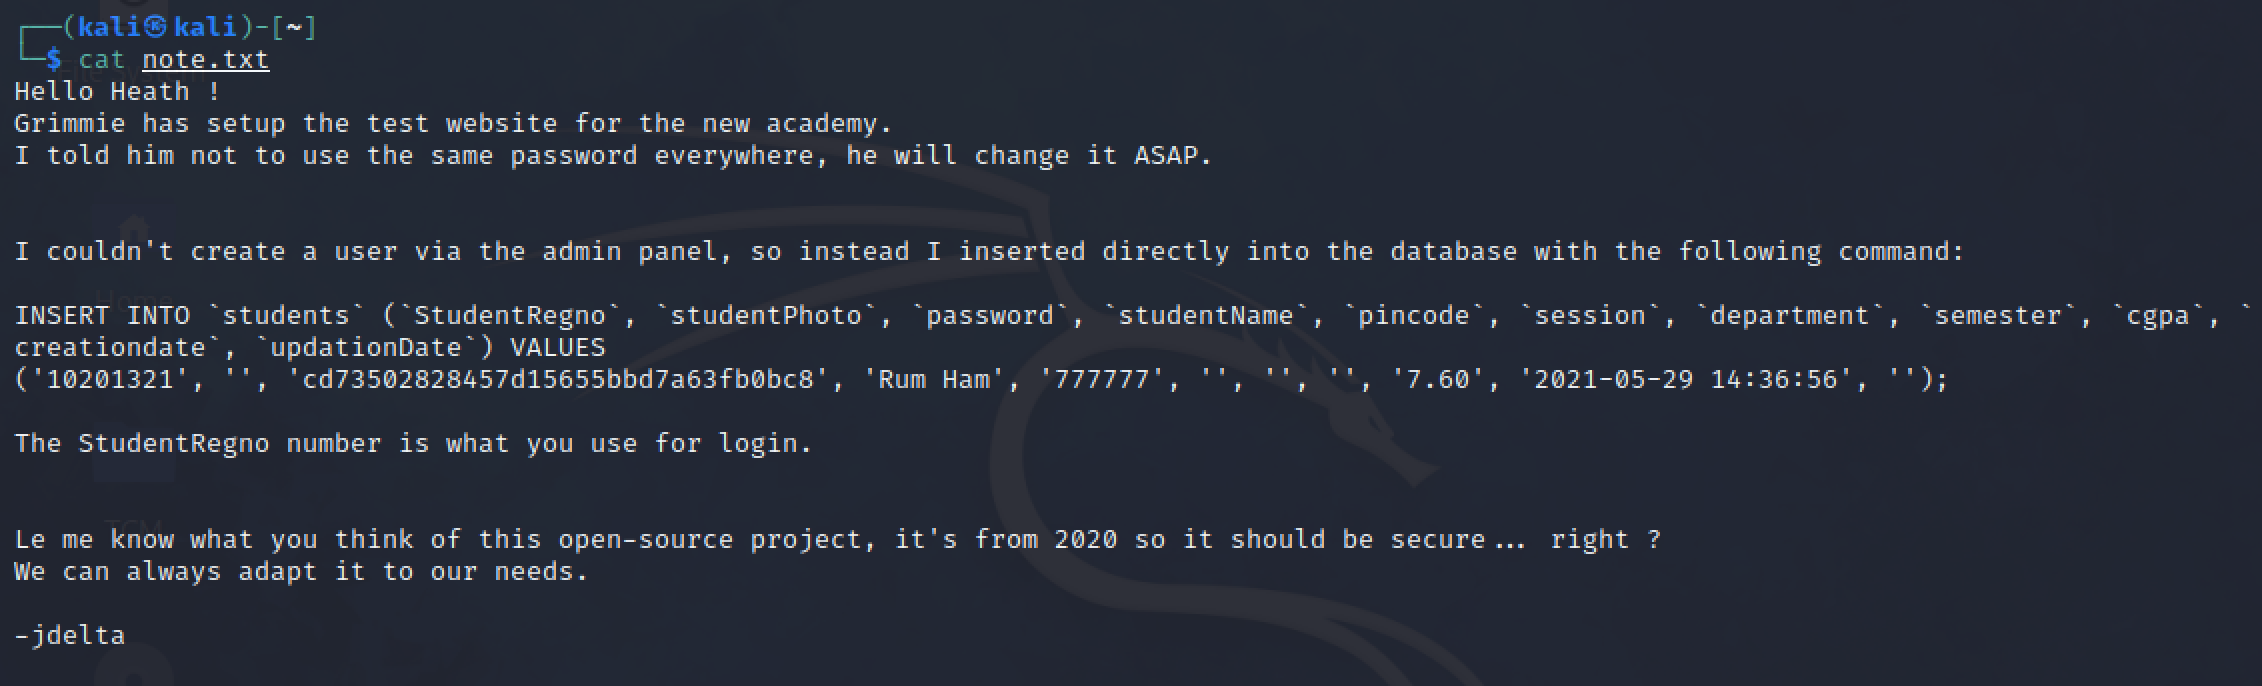 (kali㉿kali)-[~]
$ cat note.txt
Hello Heath !
Grimmie has setup the test website for the new academy.
I told him not to use the same password everywhere, he will change it ASAP.
I couldn't create a user via the admin panel, so instead I inserted directly into the database with the following command:
INSERT INTO `students` (`StudentRegno`, `studentPhoto`, `password`, `studentName`, `pincode`, `session`, `department`, `semester`, `cgpa`, `
creationdate`, `updationDate`) VALUES
('10201321', '', 'cd73502828457d15655bbd7a63fb0bc8', 'Rum Ham', '777777', '', '', '', '7.60', '2021-05-29 14:36:56', '');
The StudentRegno number is what you use for login.
Le me know what you think of this open-source project, it's from 2020 so it should be secure... right ?
We can always adapt it to our needs.
-jdelta
File System
Home
TCM